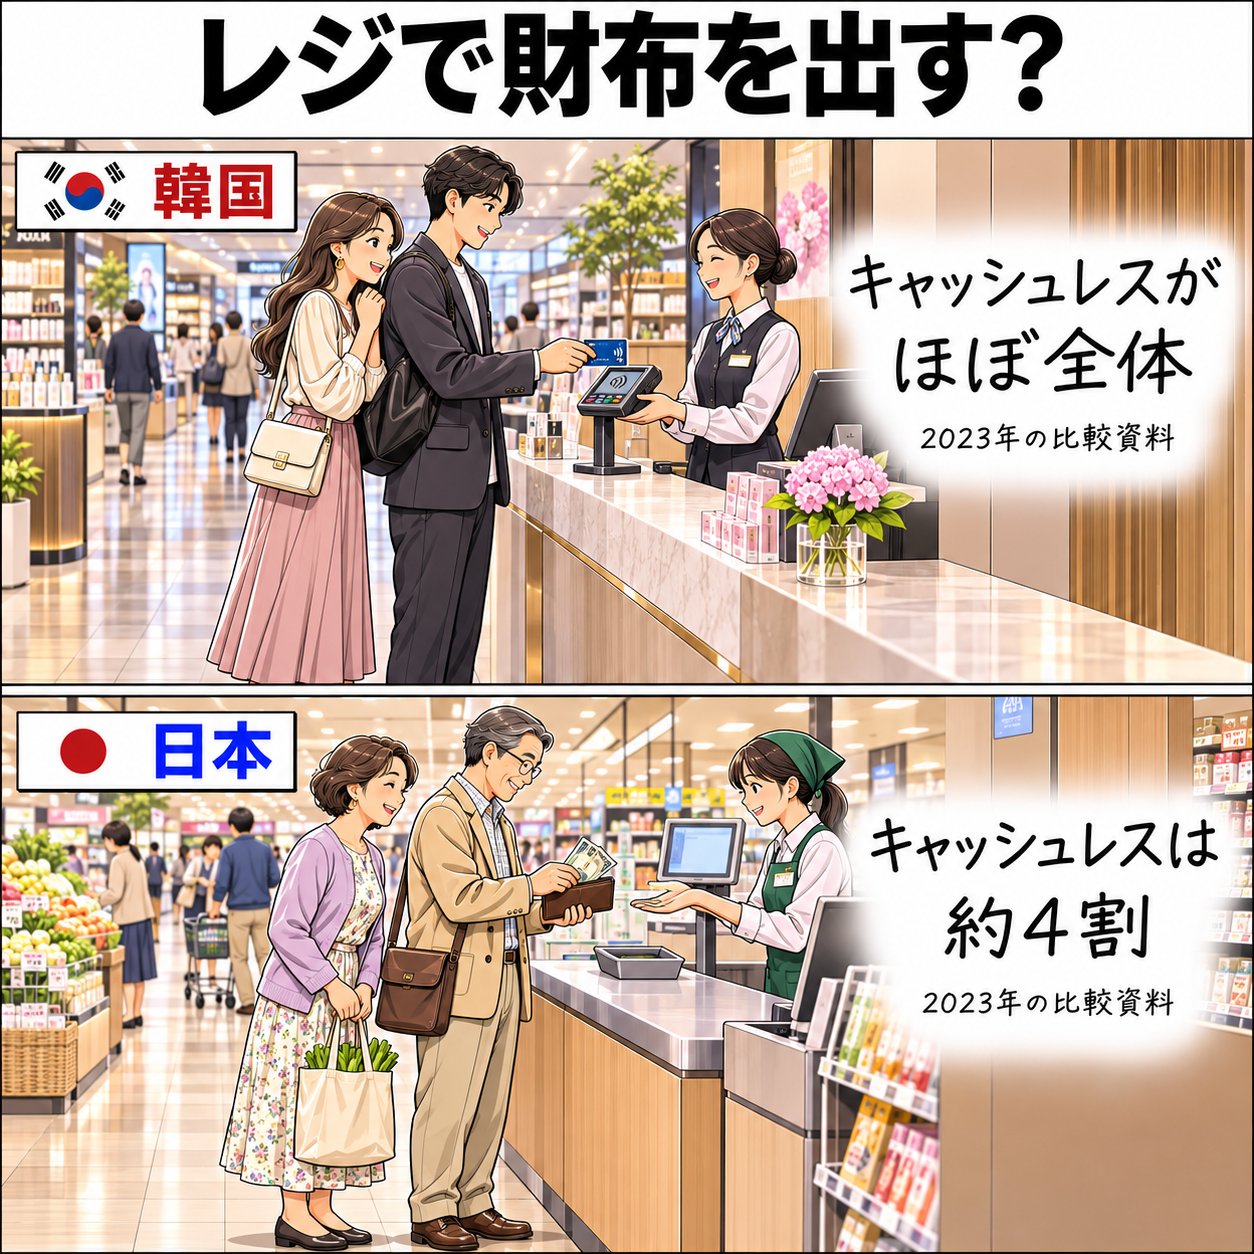 レジで財布を出す？
韓国
キャッシュレスが
ほぼ全体
2023年の比較資料
日本
キャッシュレスは
約4割
2023年の比較資料